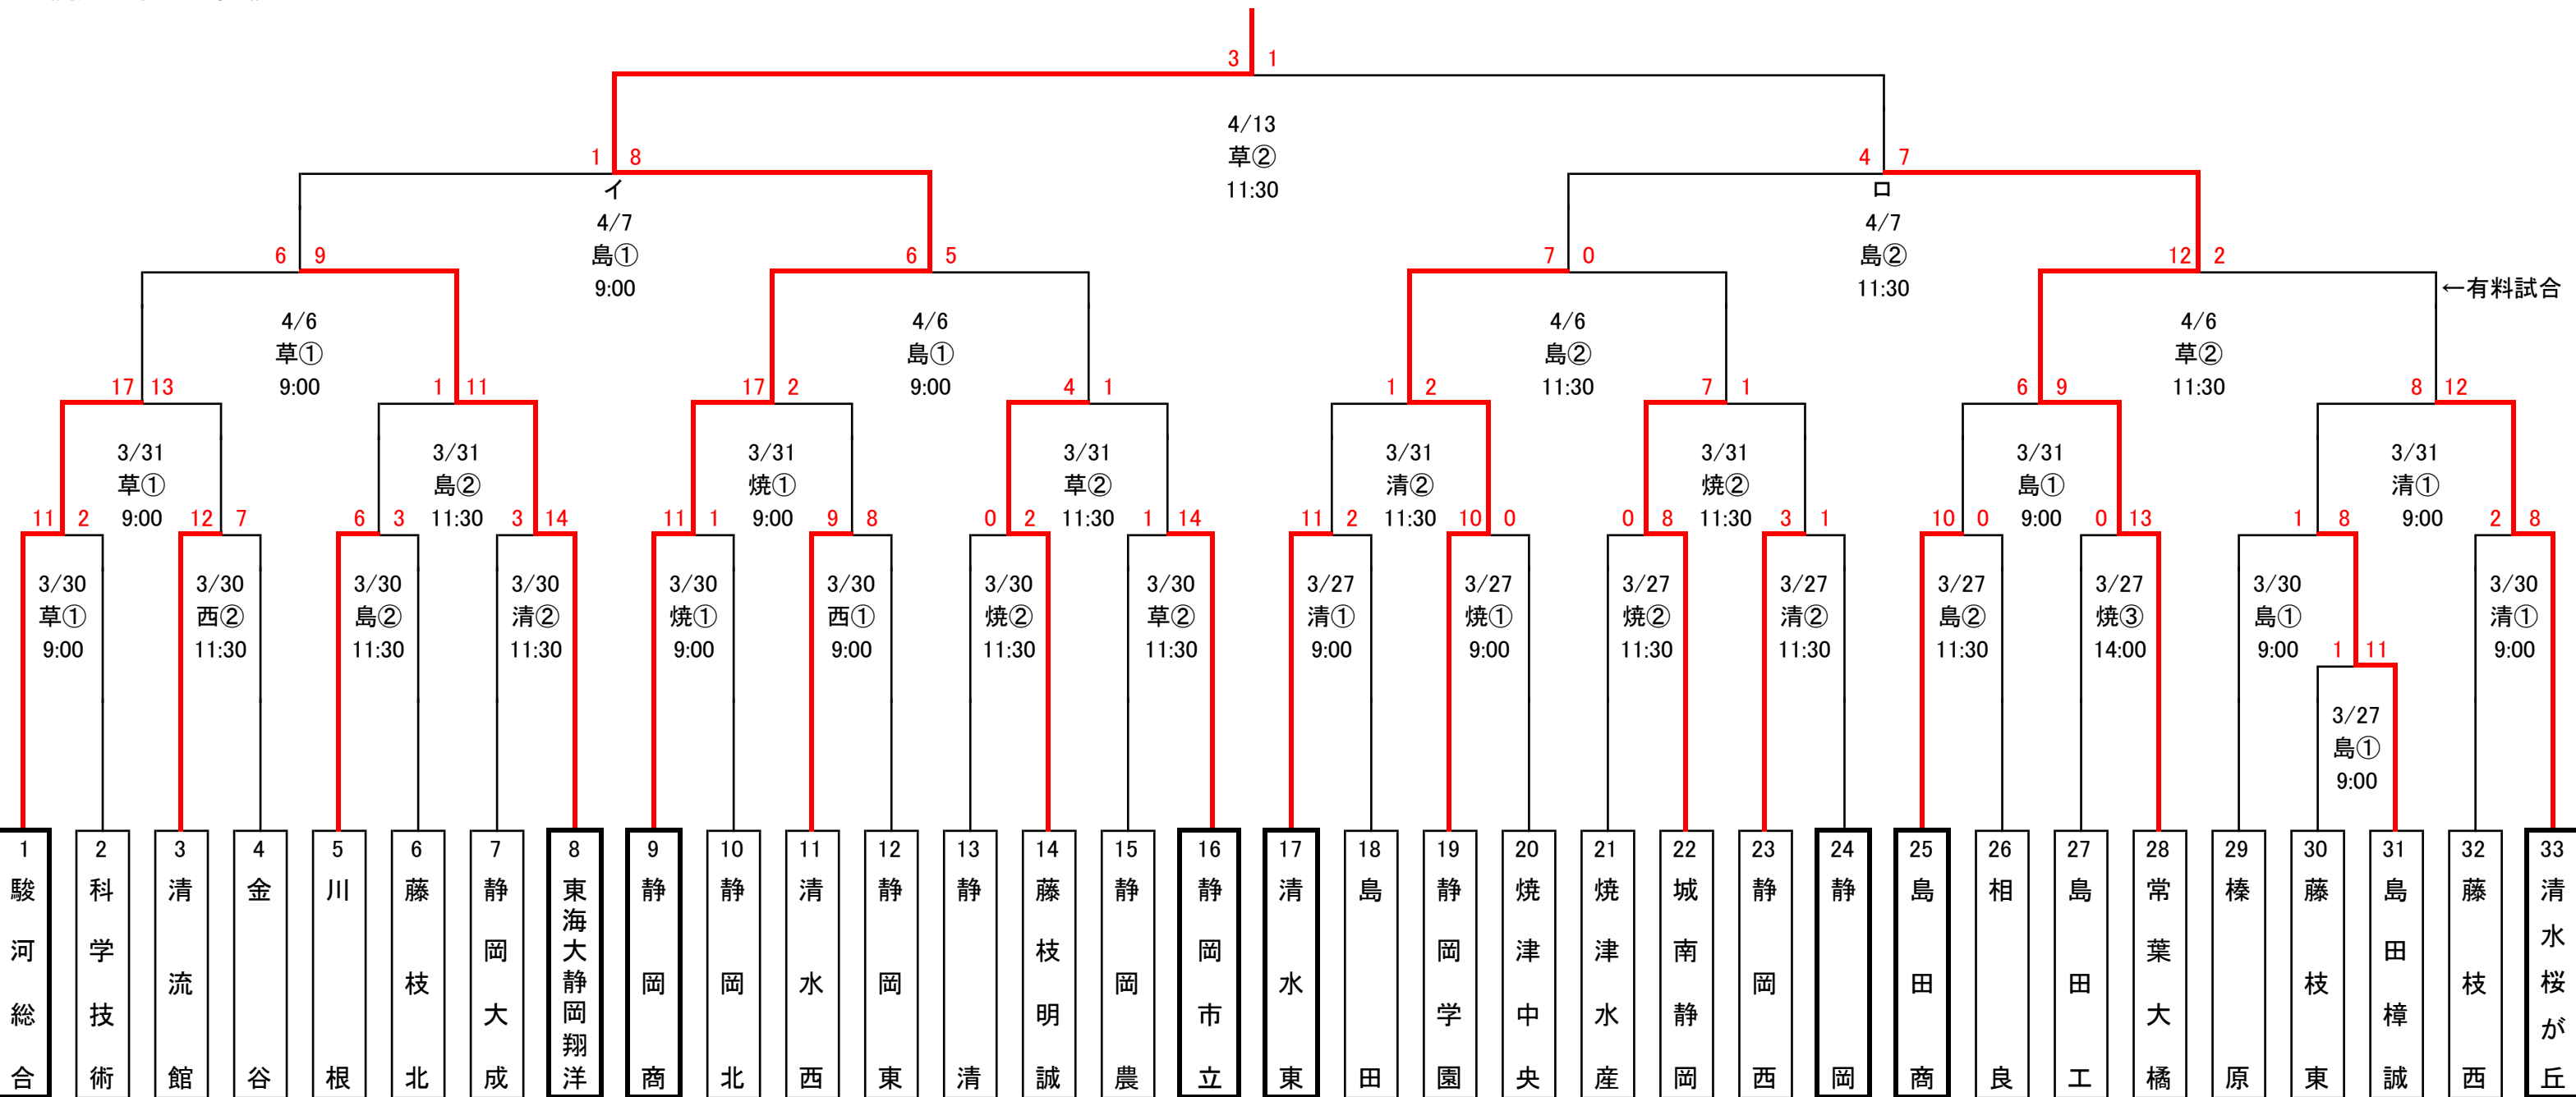 3 1
4/13
草②
11:30
1 8
4 7
イ
4/7
島①
9:00
ロ
4/7
島②
11:30
6 9
6 5
7 0
12 2
←有料試合
4/6
草①
9:00
4/6
島①
9:00
4/6
島②
11:30
4/6
草②
11:30
17 13
1 11
17 2
4 1
1 2
7 1
6 9
8 12
3/31
草①
9:00
3/31
島②
11:30
3/31
焼①
9:00
3/31
草②
11:30
3/31
清②
11:30
3/31
焼②
11:30
3/31
島①
9:00
3/31
清①
9:00
11 2
12 7
6 3
3 14
11 1
9 8
0 2
1 14
11 2
10 0
0 8
3 1
10 0
0 13
1 8
2 8
3/30
草①
9:00
3/30
西②
11:30
3/30
島②
11:30
3/30
清②
11:30
3/30
焼①
9:00
3/30
西①
9:00
3/30
焼②
11:30
3/30
草②
11:30
3/27
清①
9:00
3/27
焼①
9:00
3/27
焼②
11:30
3/27
清②
11:30
3/27
島②
11:30
3/27
焼③
14:00
3/30
島①
9:00
3/30
清①
9:00
1 11
3/27
島①
9:00
1 駿河総合
2 科学技術
3 清流館
4 金谷
5 川根
6 藤枝北
7 静岡大成
8 東海大静岡翔洋
9 静岡商
10 静岡北
11 清水西
12 静岡東
13 静清
14 藤枝明誠
15 静岡農
16 静岡市立
17 清水東
18 島田
19 静岡学園
20 焼津中央
21 焼津水産
22 城南静岡
23 静岡西
24 静岡
25 島田商
26 相良
27 島田工
28 常葉大橘
29 榛原
30 藤枝東
31 島田樟誠
32 藤枝西
33 清水桜が丘